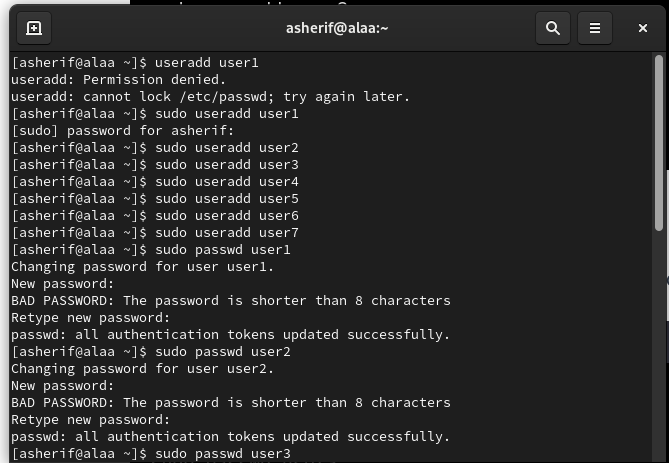 asherif@alaa:~
[asherif@alaa ~]$ useradd user1
useradd: Permission denied.
useradd: cannot lock /etc/passwd; try again later.
[asherif@alaa ~]$ sudo useradd user1
[sudo] password for asherif:
[asherif@alaa ~]$ sudo useradd user2
[asherif@alaa ~]$ sudo useradd user3
[asherif@alaa ~]$ sudo useradd user4
[asherif@alaa ~]$ sudo useradd user5
[asherif@alaa ~]$ sudo useradd user6
[asherif@alaa ~]$ sudo useradd user7
[asherif@alaa ~]$ sudo passwd user1
Changing password for user user1.
New password:
BAD PASSWORD: The password is shorter than 8 characters
Retype new password:
passwd: all authentication tokens updated successfully.
[asherif@alaa ~]$ sudo passwd user2
Changing password for user user2.
New password:
BAD PASSWORD: The password is shorter than 8 characters
Retype new password:
passwd: all authentication tokens updated successfully.
[asherif@alaa ~]$ sudo passwd user3